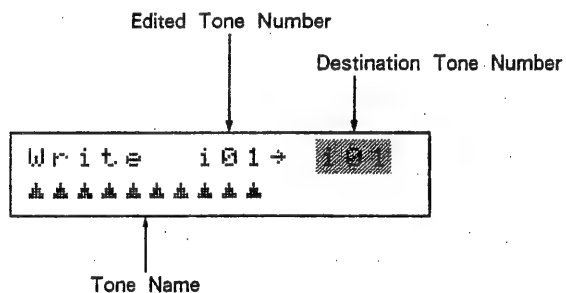 Edited Tone Number
Destination Tone Number
Write i01→ i01
Tone Name